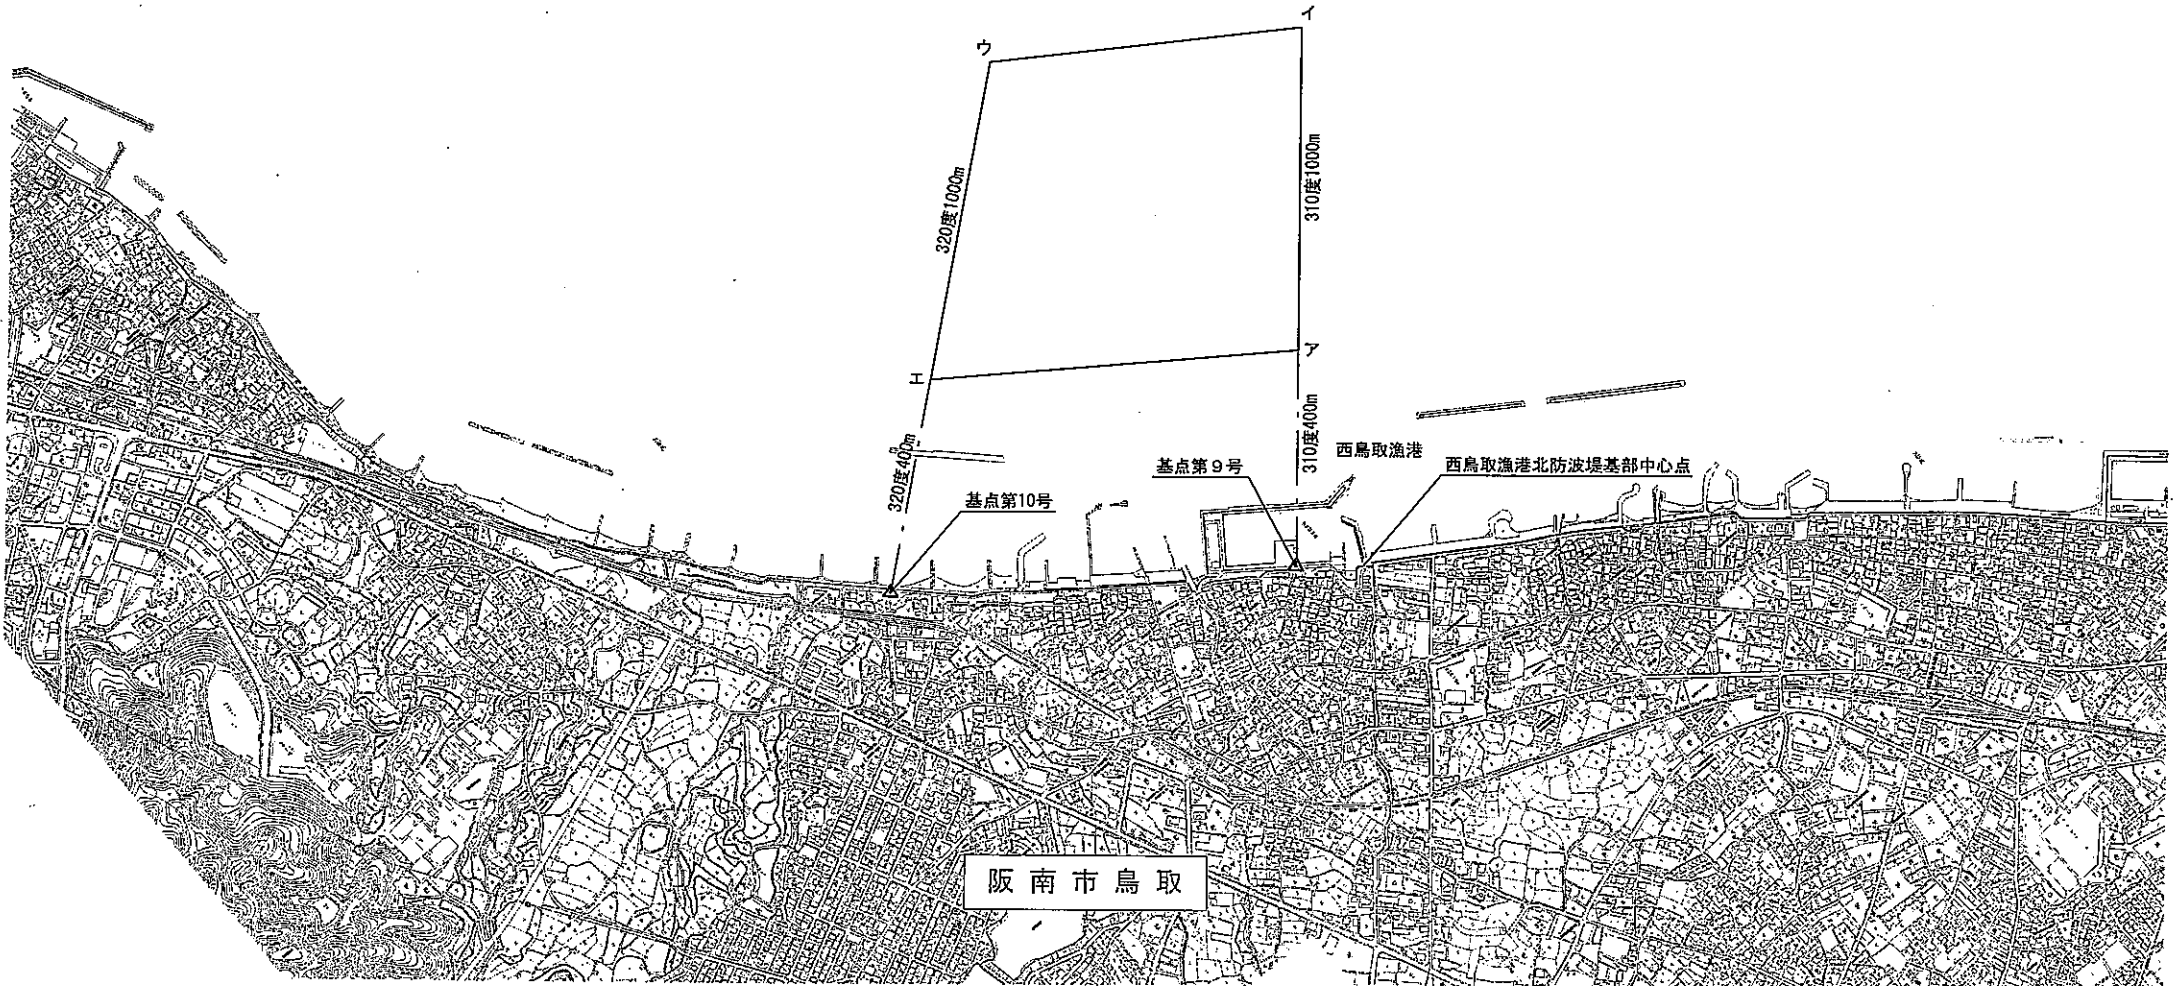 イ
ウ
320度1000m
310度1000m
ア
エ
320度400m
310度400m
西鳥取漁港
基点第9号
西鳥取漁港北防波堤基部中心点
基点第10号
阪南市鳥取